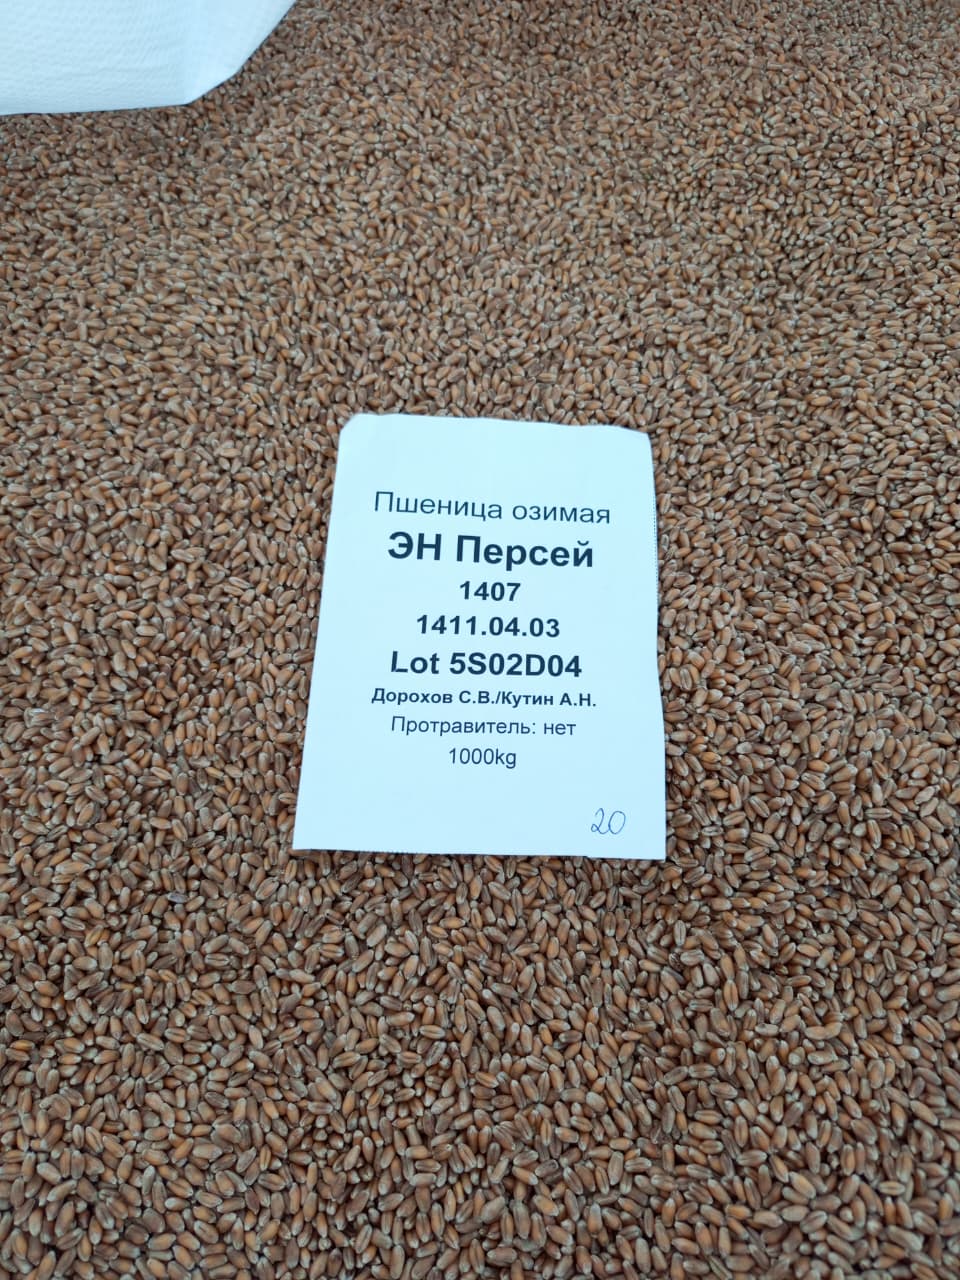 Пшеница озимая
ЭН Персей
1407
1411.04.03
Lot 5S02D04
Дорохов С.В./Кутин А.Н.
Протравитель: нет
1000kg
20